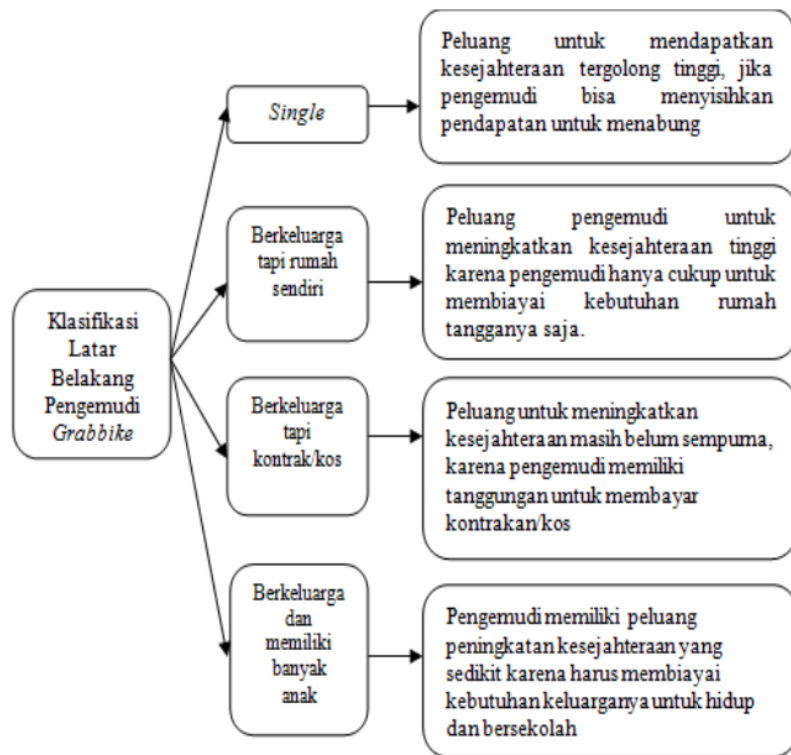 Klasifikasi
Latar
Belakang
Pengemudi
Grabbike
Single
Peluang untuk mendapatkan
kesejahteraan tergolong tinggi, jika
pengemudi bisa menyisihkan
pendapatan untuk menabung
Berkeluarga
tapi rumah
sendiri
Peluang pengemudi untuk
meningkatkan kesejahteraan tinggi
karena pengemudi hanya cukup untuk
membiayai kebutuhan rumah
tangganya saja.
Berkeluarga
tapi
kontrak/kos
Peluang untuk meningkatkan
kesejahteraan masih belum sempurna,
karena pengemudi memiliki
tanggungan untuk membayar
kontrakan/kos
Berkeluarga
dan
memiliki
banyak
anak
Pengemudi memiliki peluang
peningkatan kesejahteraan yang
sedikit karena harus membiayai
kebutuhan keluarganya untuk hidup
dan bersekolah